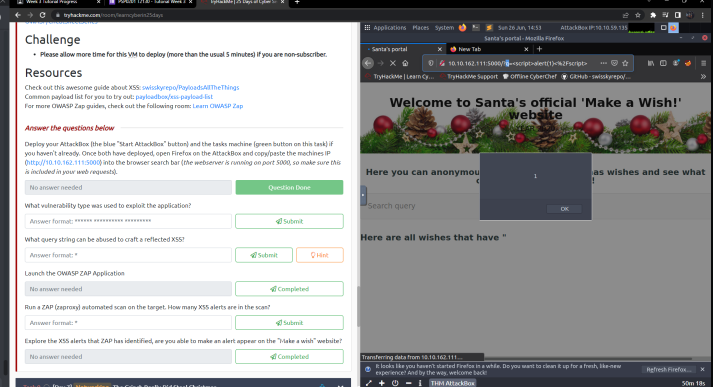 Week 3 Tutorial Progress
tryhackme.com/room/learncyberin25days
Challenge
• Please allow more time for this VM to deploy (more than the usual 5 minutes) if you are non-subscriber.
Resources
Check out this awesome guide about XSS: swisskyrepo/PayloadsAllTheThings
Common payload list for you to try out: payloadbox/xss-payload-list
For more OWASP Zap guides, check out the following room: Learn OWASP Zap
Answer the questions below
Deploy your AttackBox (the blue "Start AttackBox" button) and the tasks machine (green button on this task) if
you haven't already. Once both have deployed, open Firefox on the AttackBox and copy/paste the machines IP
(http://10.10.162.111:5000) into the browser search bar (the webserver is running on port 5000, so make sure this
is included in your web requests).
No answer needed
Question Done
What vulnerability type was used to exploit the application?
Answer format: ****** ********** *********
Submit
What query string can be abused to craft a reflected XSS?
Answer format: *
Submit
Hint
Launch the OWASP ZAP Application
No answer needed
Completed
Run a ZAP (zaproxy) automated scan on the target. How many XSS alerts are in the scan?
Answer format: *
Submit
Explore the XSS alerts that ZAP has identified, are you able to make an alert appear on the "Make a wish" website?
No answer needed
Completed
Applications Places System
Sun 26 Jun, 14:53
AttackBox IP:10.10.59.135
Santa's portal - Mozilla Firefox
Santa's portal
New Tab
10.10.162.111:5000/?q=<script>alert(1)<%2Fscript>
TryHackMe | Learn Cy...
TryHackMe Support
Offline CyberChef
GitHub - swisskyrepo/...
Welcome to Santa's official 'Make a Wish!'
website
Here you can anonymou
as wishes and see what
1
OK
Search query
Here are all wishes that have "
Transferring data from 10.10.162.111...
It looks like you haven't started Firefox in a while. Do you want to clean it up for a fresh, like-new
experience? And by the way, welcome back!
Refresh Firefox...
THM AttackBox
50m 18s